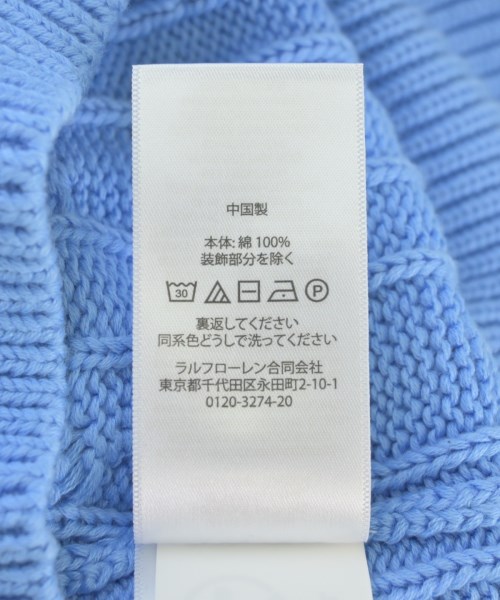 中国製
本体: 綿 100%
装飾部分を除く
30 P
裏返してください
同系色どうしで洗ってください
ラルフローレン合同会社
東京都千代田区永田町2-10-1
0120-3274-20